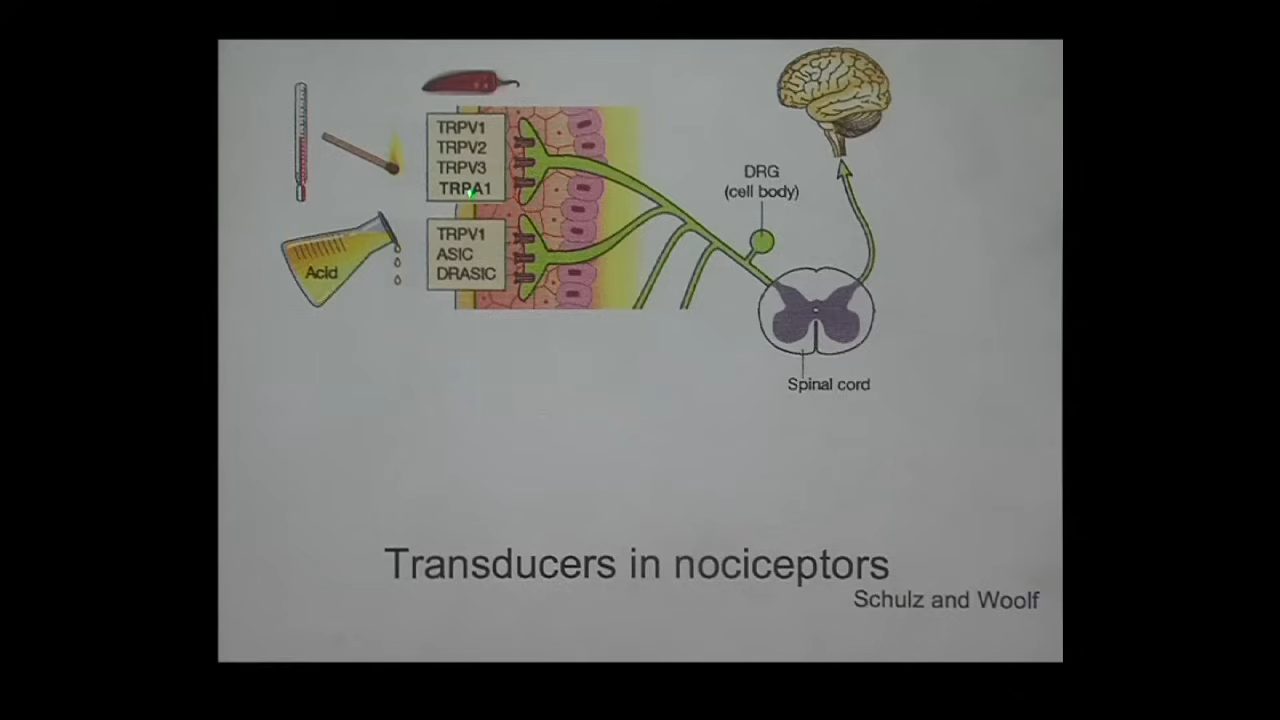 TRPV1
TRPV2
TRPV3
TRPA1
Acid
TRPV1
ASIC
DRASIC
DRG
(cell body)
Spinal cord
Transducers in nociceptors
Schulz and Woolf